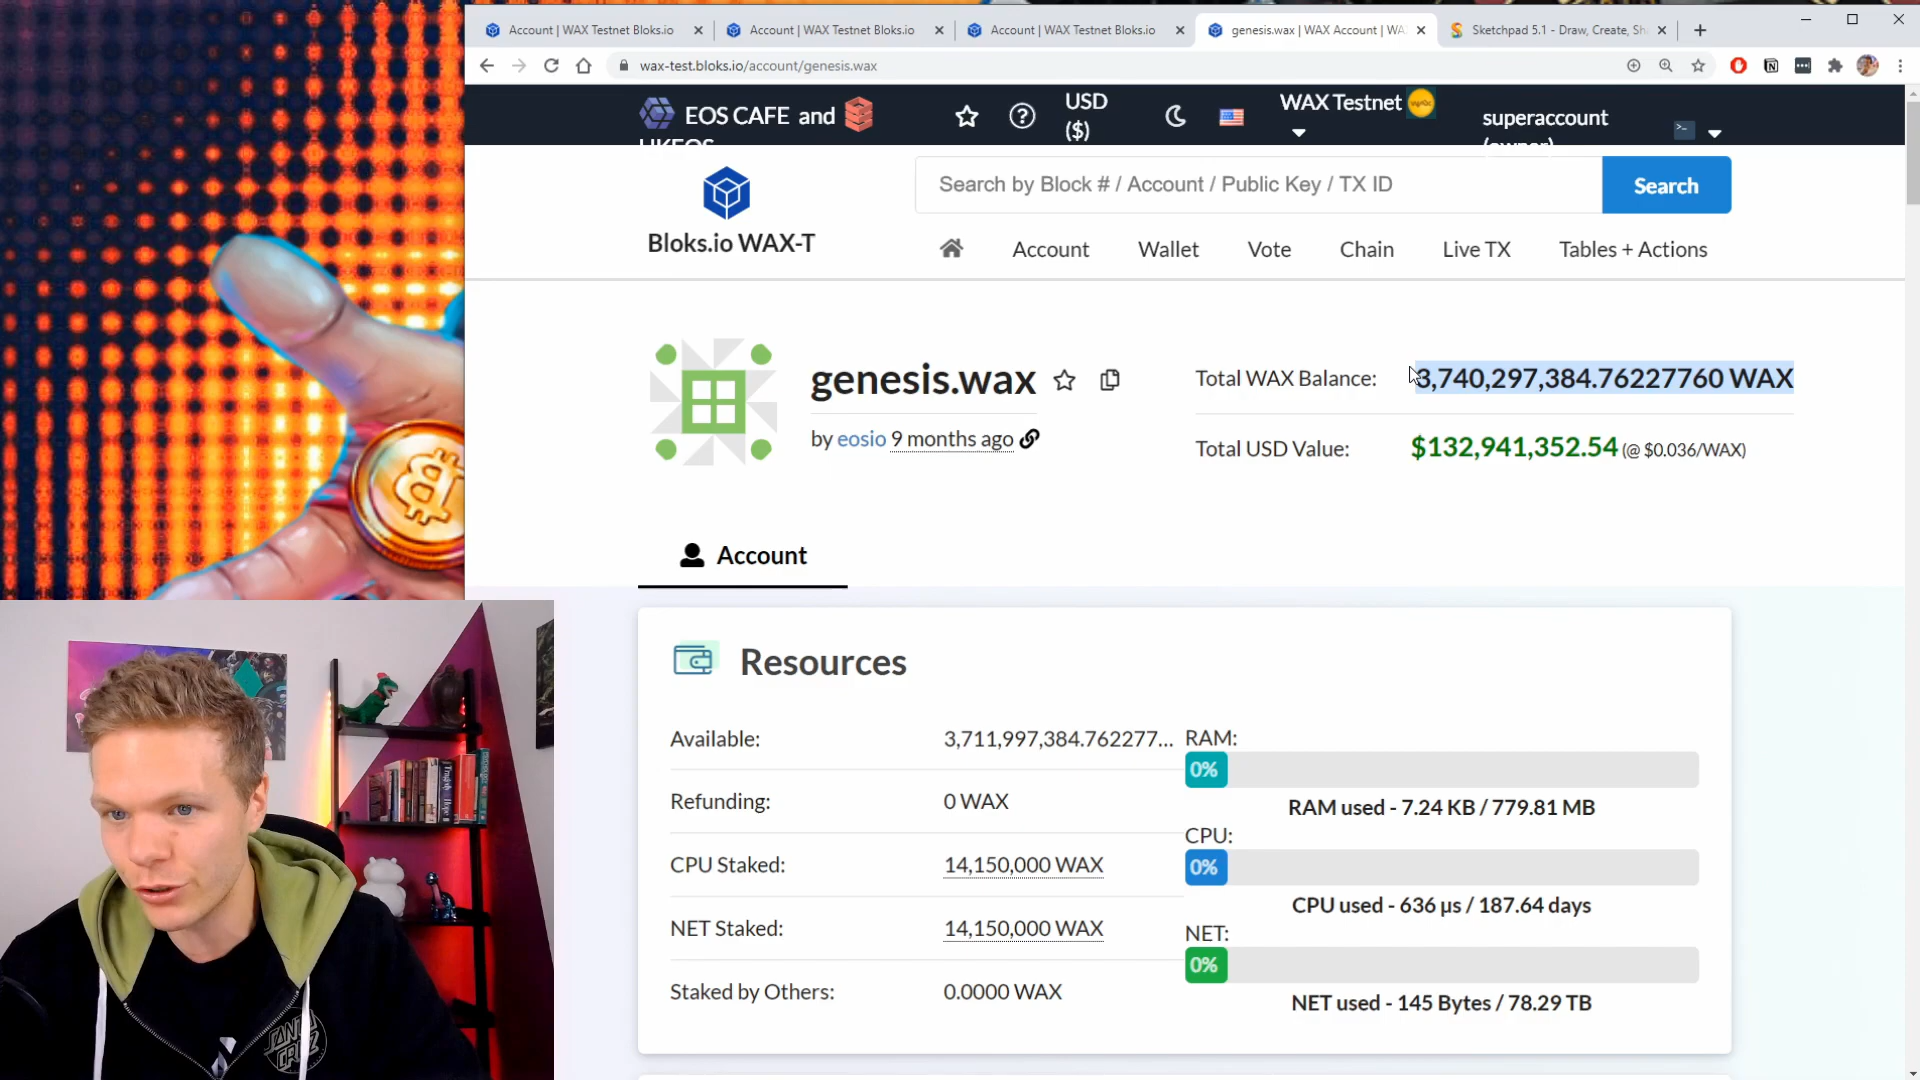 Account | WAX Testnet Bloks.io
Account | WAX Testnet Bloks.io
Account | WAX Testnet Bloks.io
genesis.wax | WAX Account | WA
Sketchpad 5.1 - Draw, Create, Sh
wax-test.bloks.io/account/genesis.wax
EOS CAFE and
UKEOS
USD
($)
WAX Testnet
superaccount
(owner)
Bloks.io WAX-T
Search by Block # / Account / Public Key / TX ID
Search
Account
Wallet
Vote
Chain
Live TX
Tables + Actions
genesis.wax
by eosio 9 months ago
Total WAX Balance:
3,740,297,384.76227760 WAX
Total USD Value:
$132,941,352.54 (@ $0.036/WAX)
Account
Resources
Available:
3,711,997,384.762277...
Refunding:
0 WAX
CPU Staked:
14,150,000 WAX
NET Staked:
14,150,000 WAX
Staked by Others:
0.0000 WAX
RAM:
0%
RAM used - 7.24 KB / 779.81 MB
CPU:
0%
CPU used - 636 µs / 187.64 days
NET:
0%
NET used - 145 Bytes / 78.29 TB
SANTA
CRUZ